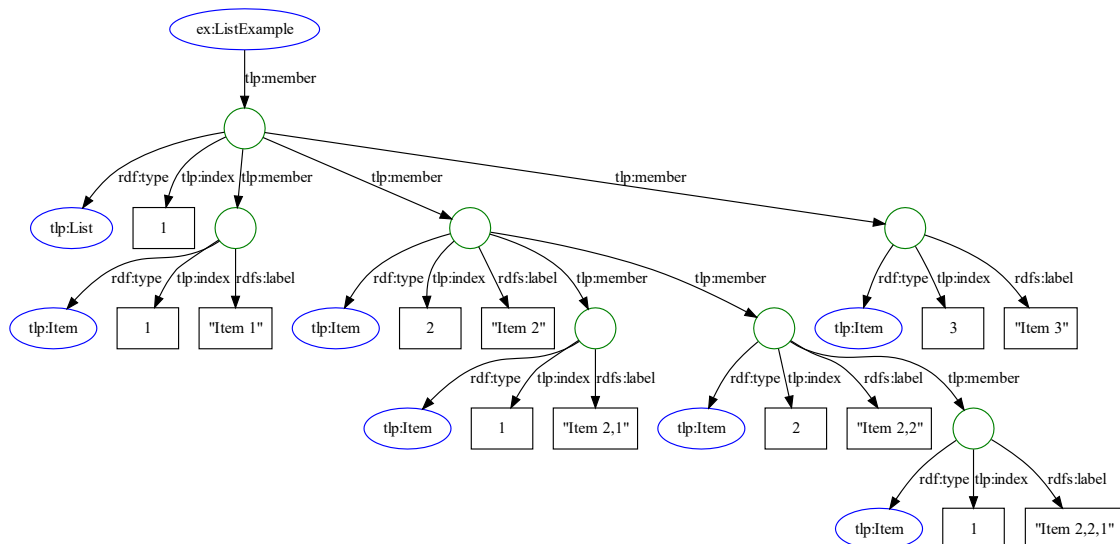 ex:ListExample
tlp:member
rdf:type tlp:index tlp:member tlp:member tlp:member
tlp:List 1
rdf:type tlp:index rdfs:label rdf:type tlp:index rdfs:label tlp:member tlp:member rdf:type tlp:index rdfs:label
tlp:Item 1 "Item 1" tlp:Item 2 "Item 2" tlp:Item 3 "Item 3"
rdf:type tlp:index rdfs:label rdf:type tlp:index rdfs:label tlp:member
tlp:Item 1 "Item 2,1" tlp:Item 2 "Item 2,2"
rdf:type tlp:index rdfs:label
tlp:Item 1 "Item 2,2,1"